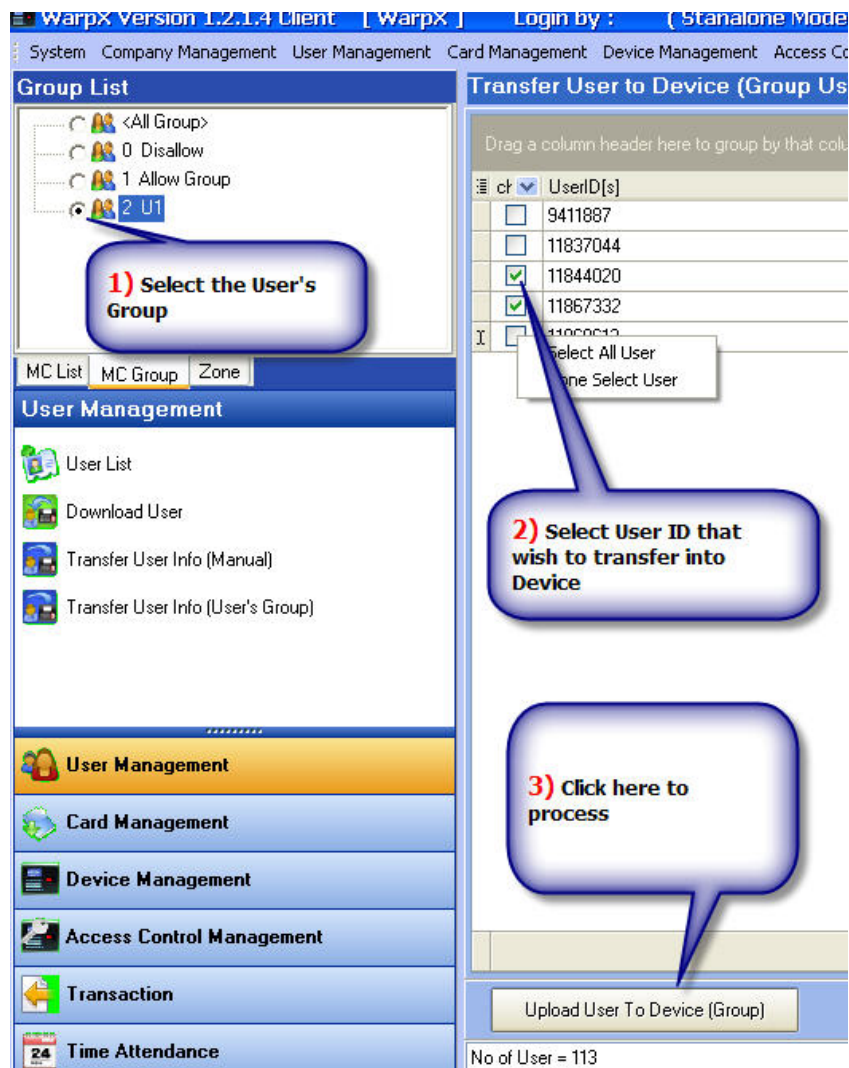 WarpX Version 1.2.1.4 Client [ WarpX ] Login by : ( Stanalone Mode
System Company Management User Management Card Management Device Management Access Co
Group List
<All Group>
0 Disallow
1 Allow Group
2 U1
1) Select the User's
Group
MC List MC Group Zone
User Management
User List
Download User
Transfer User Info (Manual)
Transfer User Info (User's Group)
User Management
Card Management
Device Management
Access Control Management
Transaction
24 Time Attendance
Transfer User to Device (Group Us
Drag a column header here to group by that colu
UserID[s]
9411887
11837044
11844020
11867332
Select All User
Select User
2) Select User ID that
wish to transfer into
Device
3) Click here to
process
Upload User To Device (Group)
No of User = 113